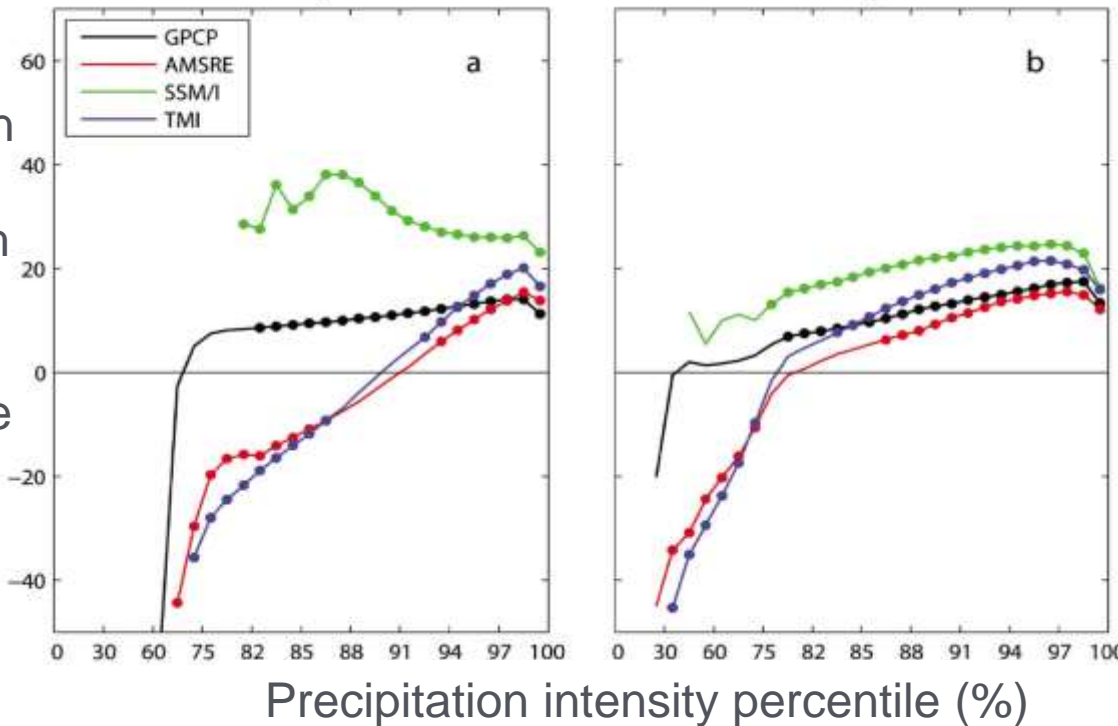 GPCP
AMSRE
SSM/I
TMI
a
b
60
40
20
0
−20
−40
0 30 60 75 82 85 88 91 94 97 100
0 30 60 75 82 85 88 91 94 97 100
Precipitation intensity percentile (%)